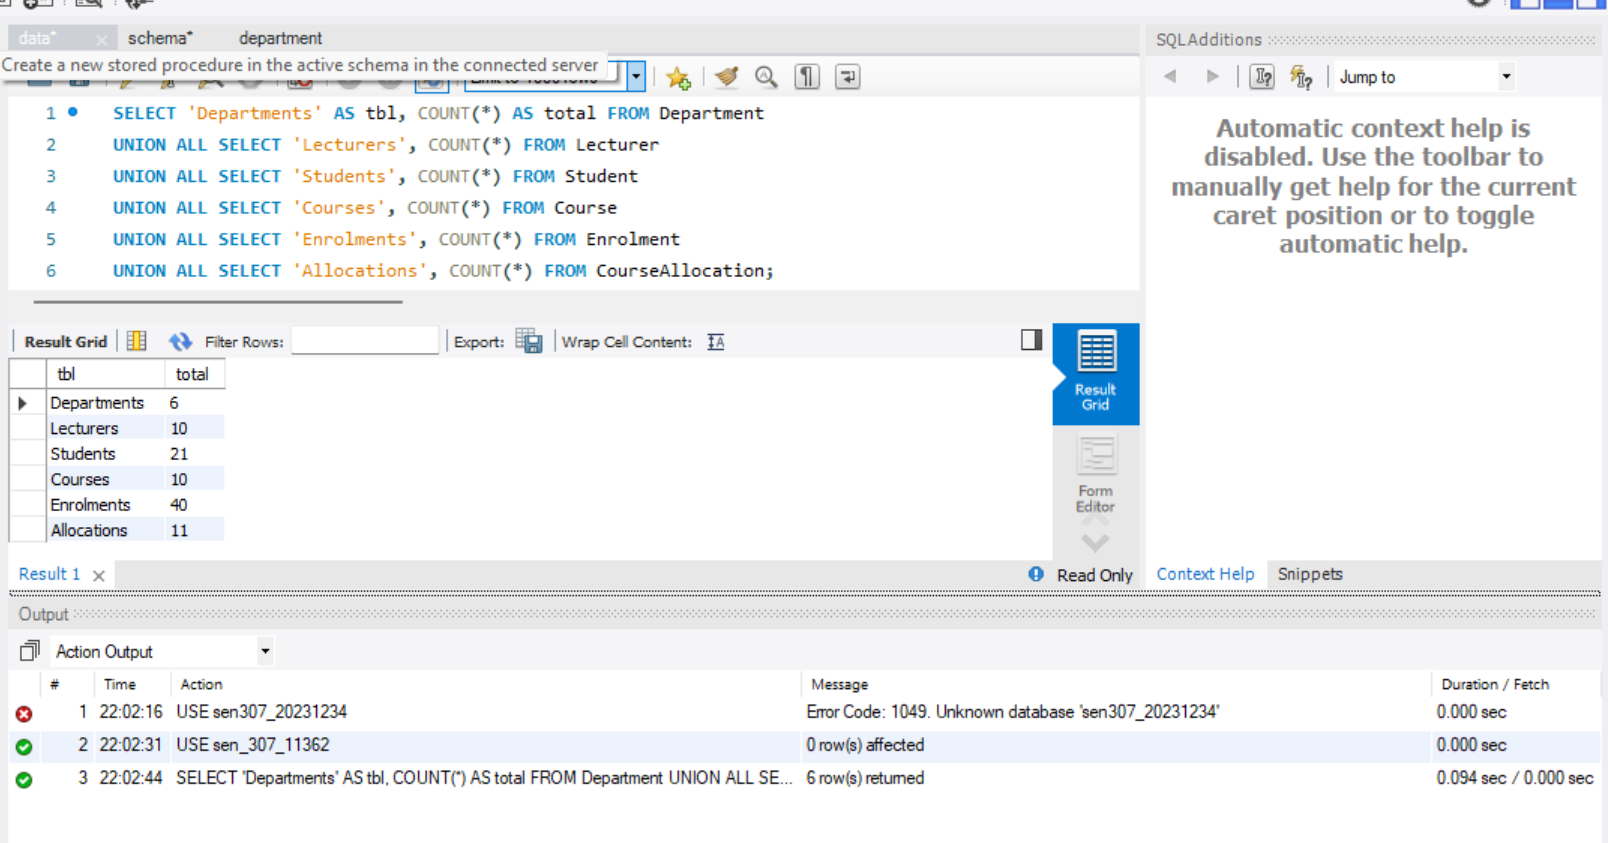 data* schema* department
SQLAdditions
Create a new stored procedure in the active schema in the connected server
Jump to
1 SELECT 'Departments' AS tbl, COUNT(*) AS total FROM Department
2 UNION ALL SELECT 'Lecturers', COUNT(*) FROM Lecturer
3 UNION ALL SELECT 'Students', COUNT(*) FROM Student
4 UNION ALL SELECT 'Courses', COUNT(*) FROM Course
5 UNION ALL SELECT 'Enrolments', COUNT(*) FROM Enrolment
6 UNION ALL SELECT 'Allocations', COUNT(*) FROM CourseAllocation;
Automatic context help is
disabled. Use the toolbar to
manually get help for the current
caret position or to toggle
automatic help.
Result Grid Filter Rows: Export: Wrap Cell Content:
tbl total
Departments 6
Lecturers 10
Students 21
Courses 10
Enrolments 40
Allocations 11
Result
Grid
Form
Editor
Result 1 Read Only
Context Help Snippets
Output
Action Output
# Time Action Message Duration / Fetch
1 22:02:16 USE sen307_20231234 Error Code: 1049. Unknown database 'sen307_20231234' 0.000 sec
2 22:02:31 USE sen_307_11362 0 row(s) affected 0.000 sec
3 22:02:44 SELECT 'Departments' AS tbl, COUNT(*) AS total FROM Department UNION ALL SE... 6 row(s) returned 0.094 sec / 0.000 sec